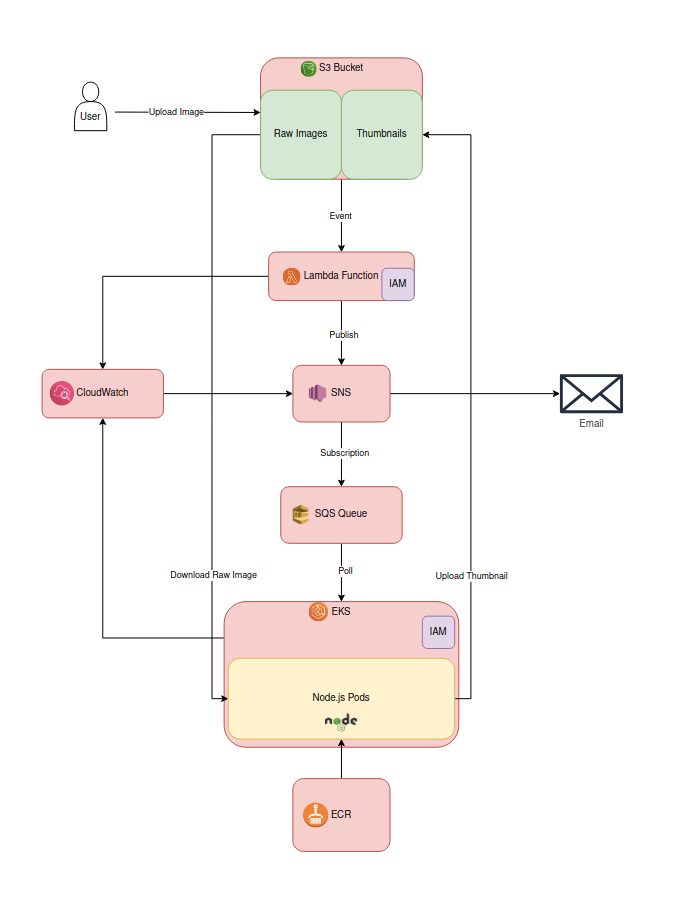 S3 Bucket
User
Upload Image
Raw Images
Thumbnails
Event
Lambda Function
IAM
Publish
CloudWatch
SNS
Email
Subscription
SQS Queue
Poll
Download Raw Image
Upload Thumbnail
EKS
IAM
Node.js Pods
node
ECR